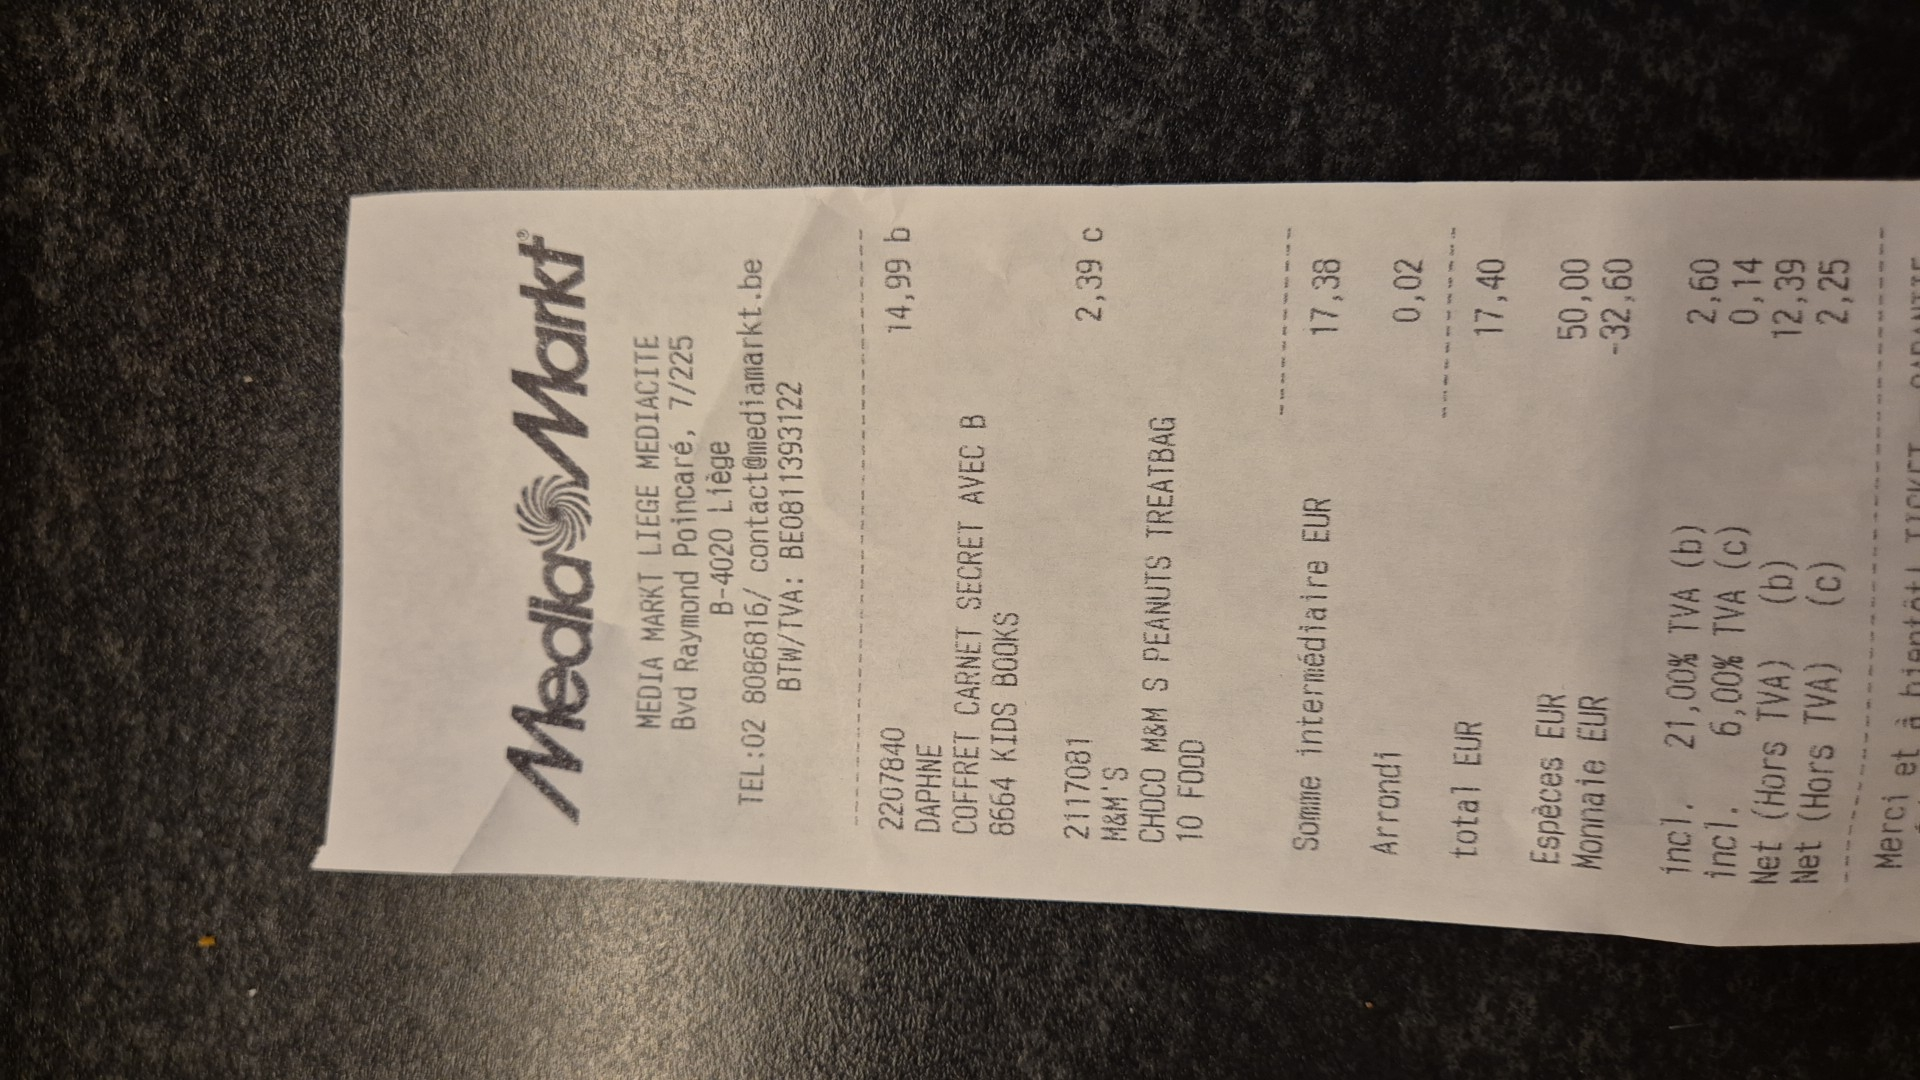 MediaMarkt®
MEDIA MARKT LIEGE MEDIACITE
Bvd Raymond Poincaré, 7/225
B-4020 Liège
TEL:02 8086816/ contact@mediamarkt.be
BTW/TVA: BE0811393122
2207840 14,99 b
DAPHNE
COFFRET CARNET SECRET AVEC B
8664 KIDS BOOKS
2117081 2,39 c
M&M'S
CHOCO M&M S PEANUTS TREATBAG
10 FOOD
Somme intermédiaire EUR 17,38
Arrondi 0,02
total EUR 17,40
Espèces EUR 50,00
Monnaie EUR -32,60
incl. 21,00% TVA (b) 2,60
incl. 6,00% TVA (c) 0,14
Net (Hors TVA) (b) 12,39
Net (Hors TVA) (c) 2,25
Merci et à bientôt! TICKET